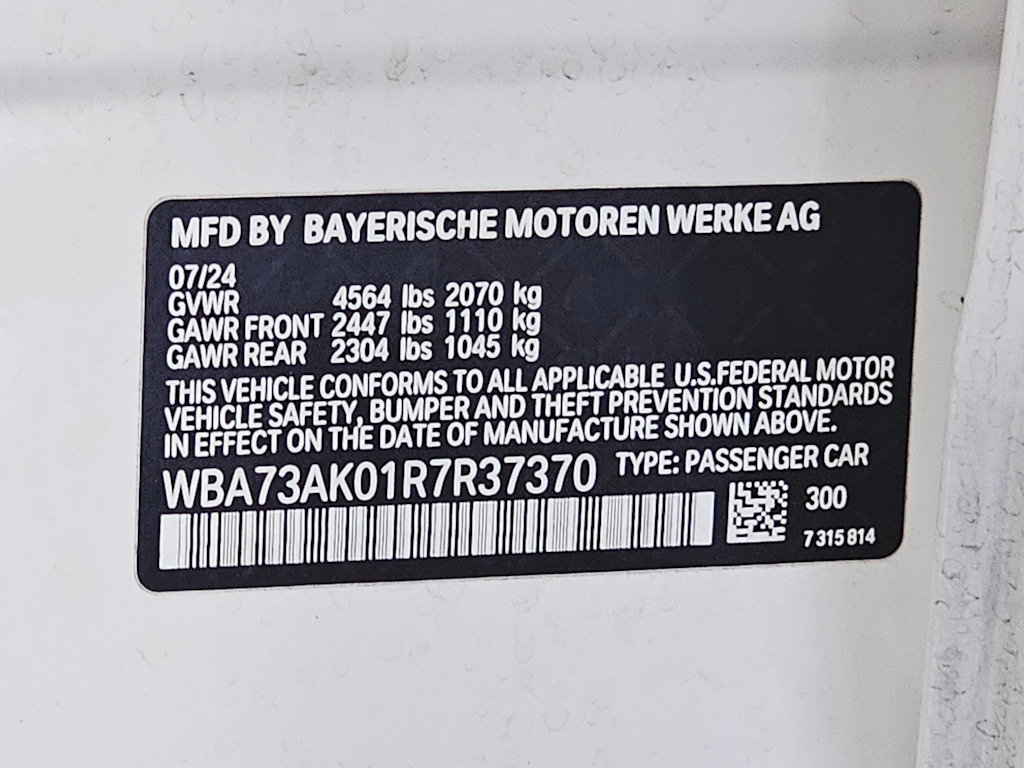 MFD BY BAYERISCHE MOTOREN WERKE AG
07/24
GVWR 4564 lbs 2070 kg
GAWR FRONT 2447 lbs 1110 kg
GAWR REAR 2304 lbs 1045 kg
THIS VEHICLE CONFORMS TO ALL APPLICABLE U.S.FEDERAL MOTOR
VEHICLE SAFETY, BUMPER AND THEFT PREVENTION STANDARDS
IN EFFECT ON THE DATE OF MANUFACTURE SHOWN ABOVE.
WBA73AK01R7R37370 TYPE: PASSENGER CAR
300
7 315 814